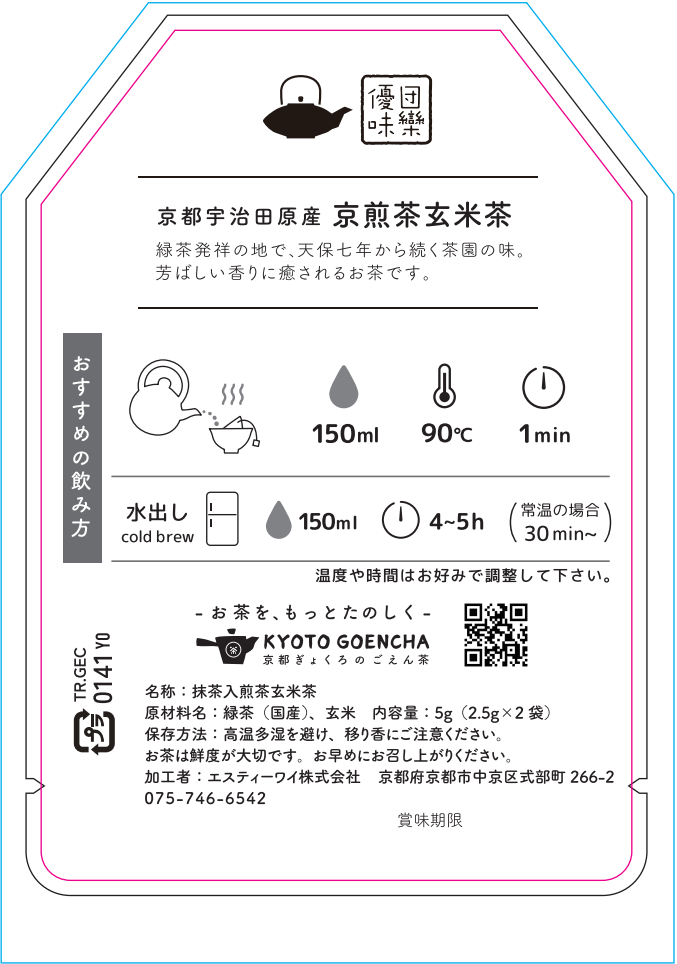 団欒
優味
京都宇治田原産 京煎茶玄米茶
緑茶発祥の地で、天保七年から続く茶園の味。
芳ばしい香りに癒されるお茶です。
おすすめの飲み方
150ml 90℃ 1min
水出し
cold brew
150ml 4~5h
(常温の場合
30min~)
温度や時間はお好みで調整して下さい。
- お茶を、もっとたのしく -
KYOTO GOENCHA
京都ぎょくろのごえん茶
TR.GEC
0141 Y0
プラ
名称：抹茶入煎茶玄米茶
原材料名：緑茶（国産）、玄米　内容量：5g（2.5g×2 袋）
保存方法：高温多湿を避け、移り香にご注意ください。
お茶は鮮度が大切です。お早めにお召し上がりください。
加工者：エスティーワイ株式会社　京都府京都市中京区式部町 266-2
075-746-6542
賞味期限